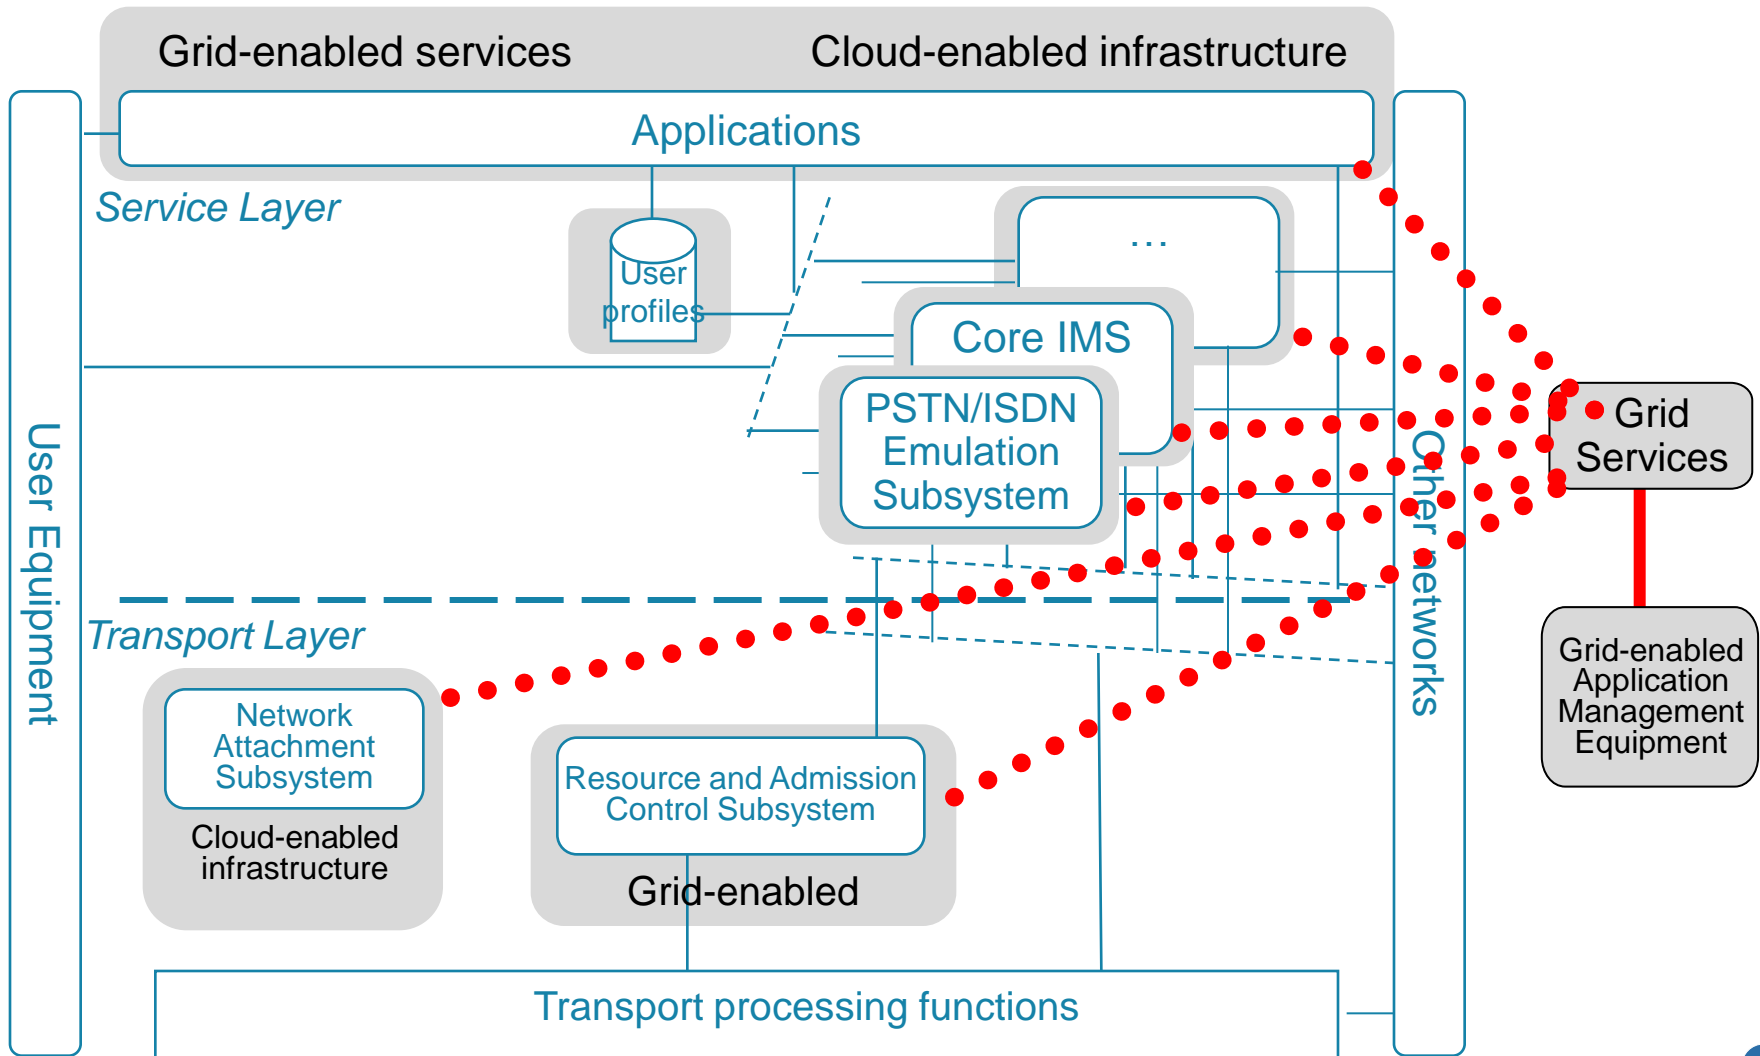 Grid-enabled services
Cloud-enabled infrastructure
Applications
Service Layer
User
profiles
...
Core IMS
PSTN/ISDN
Emulation
Subsystem
User Equipment
Other networks
Grid
Services
Transport Layer
Network
Attachment
Subsystem
Cloud-enabled
infrastructure
Resource and Admission
Control Subsystem
Grid-enabled
Grid-enabled
Application
Management
Equipment
Transport processing functions